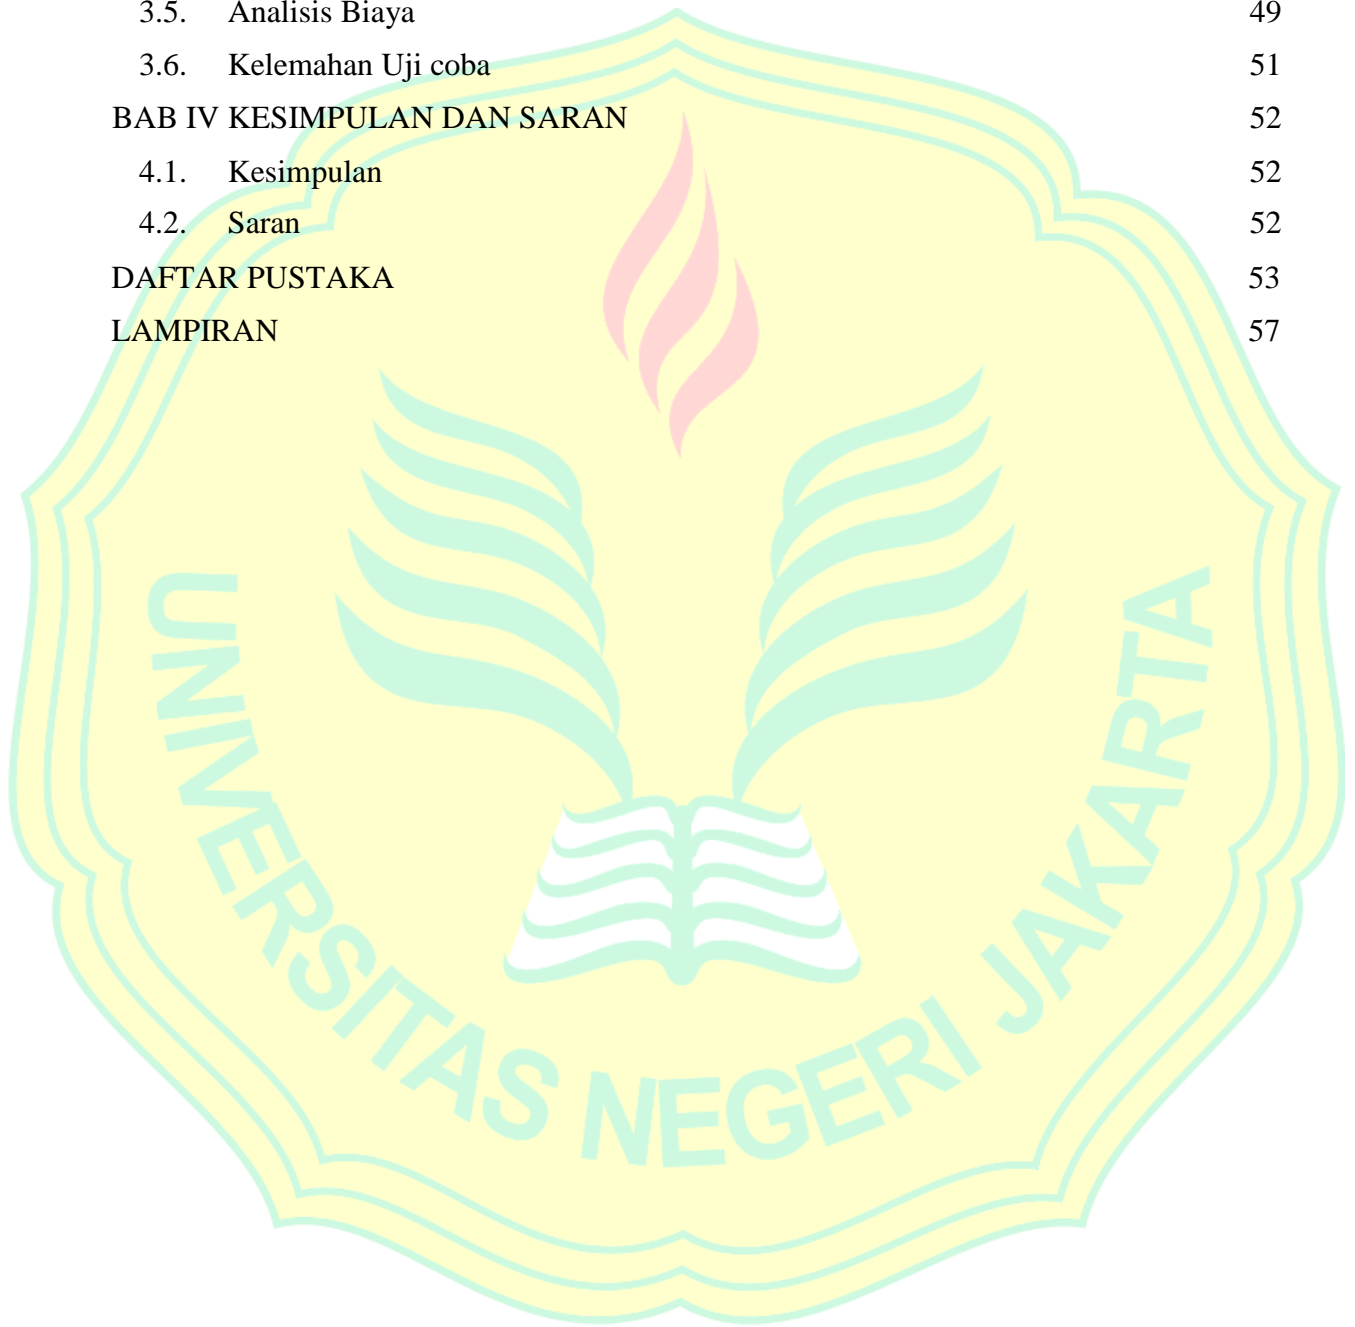 3.5. Analisis Biaya 49
3.6. Kelemahan Uji coba 51
BAB IV KESIMPULAN DAN SARAN 52
4.1. Kesimpulan 52
4.2. Saran 52
DAFTAR PUSTAKA 53
LAMPIRAN 57
UNIVERSITAS NEGERI JAKARTA